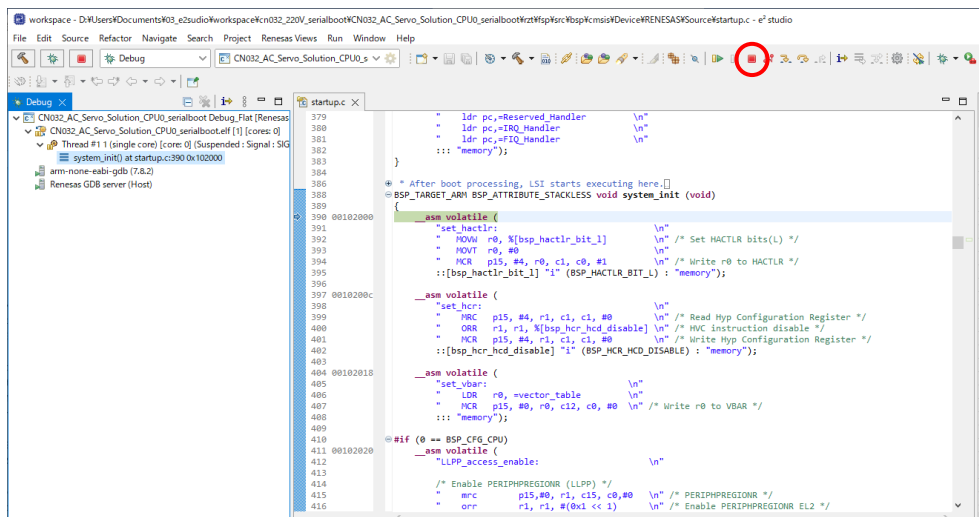 workspace - D:¥Users¥Documents¥03_e2sudio¥workspace¥cn032_220V_serialboot¥CN032_AC_Servo_Solution_CPU0_serialboot¥rzt¥fsp¥src¥bsp¥cmsis¥Device¥RENESAS¥Source¥startup.c - e² studio
File Edit Source Refactor Navigate Search Project Renesas Views Run Window Help
Debug CN032_AC_Servo_Solution_CPU0_s
Debug
startup.c
CN032_AC_Servo_Solution_CPU0_serialboot Debug_Flat [Renesas
CN032_AC_Servo_Solution_CPU0_serialboot.elf [1] [cores: 0]
Thread #1 1 (single core) [core: 0] (Suspended : Signal : SIG
system_init() at startup.c:390 0x102000
arm-none-eabi-gdb (7.8.2)
Renesas GDB server (Host)
379 " ldr pc,=Reserved_Handler \n"
380 " ldr pc,=IRQ_Handler \n"
381 " ldr pc,=FIQ_Handler \n"
382 ::: "memory");
383 }
384
386 * After boot processing, LSI starts executing here.
388 BSP_TARGET_ARM BSP_ATTRIBUTE_STACKLESS void system_init (void)
389 {
390 00102000 __asm volatile (
391 "set_hactlr: \n"
392 " MOVW r0, %[bsp_hactlr_bit_l] \n" /* Set HACTLR bits(L) */
393 " MOVT r0, #0 \n"
394 " MCR p15, #4, r0, c1, c0, #1 \n" /* Write r0 to HACTLR */
395 ::[bsp_hactlr_bit_l] "i" (BSP_HACTLR_BIT_L) : "memory");
396
397 0010200c __asm volatile (
398 "set_hcr: \n"
399 " MRC p15, #4, r1, c1, c1, #0 \n" /* Read Hyp Configuration Register */
400 " ORR r1, r1, %[bsp_hcr_hcd_disable] \n" /* HVC instruction disable */
401 " MCR p15, #4, r1, c1, c1, #0 \n" /* Write Hyp Configuration Register */
402 ::[bsp_hcr_hcd_disable] "i" (BSP_HCR_HCD_DISABLE) : "memory");
403
404 00102018 __asm volatile (
405 "set_vbar: \n"
406 " LDR r0, =vector_table \n"
407 " MCR p15, #0, r0, c12, c0, #0 \n" /* Write r0 to VBAR */
408 ::: "memory");
409
410 #if (0 == BSP_CFG_CPU)
411 00102020 __asm volatile (
412 "LLPP_access_enable: \n"
413
414 /* Enable PERIPHPREGIONR (LLPP) */
415 " mrc p15,#0, r1, c15, c0,#0 \n" /* PERIPHPREGIONR */
416 " orr r1, r1, #(0x1 << 1) \n" /* Enable PERIPHPREGIONR EL2 */